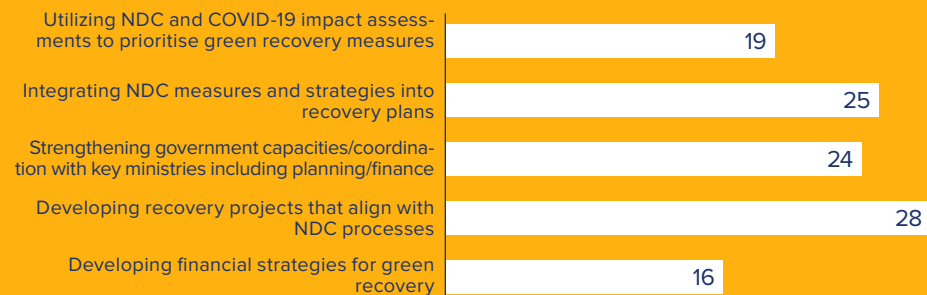 Utilizing NDC and COVID-19 impact assess-
ments to prioritise green recovery measures
19
Integrating NDC measures and strategies into
recovery plans
25
Strengthening government capacities/coordina-
tion with key ministries including planning/finance
24
Developing recovery projects that align with
NDC processes
28
Developing financial strategies for green
recovery
16